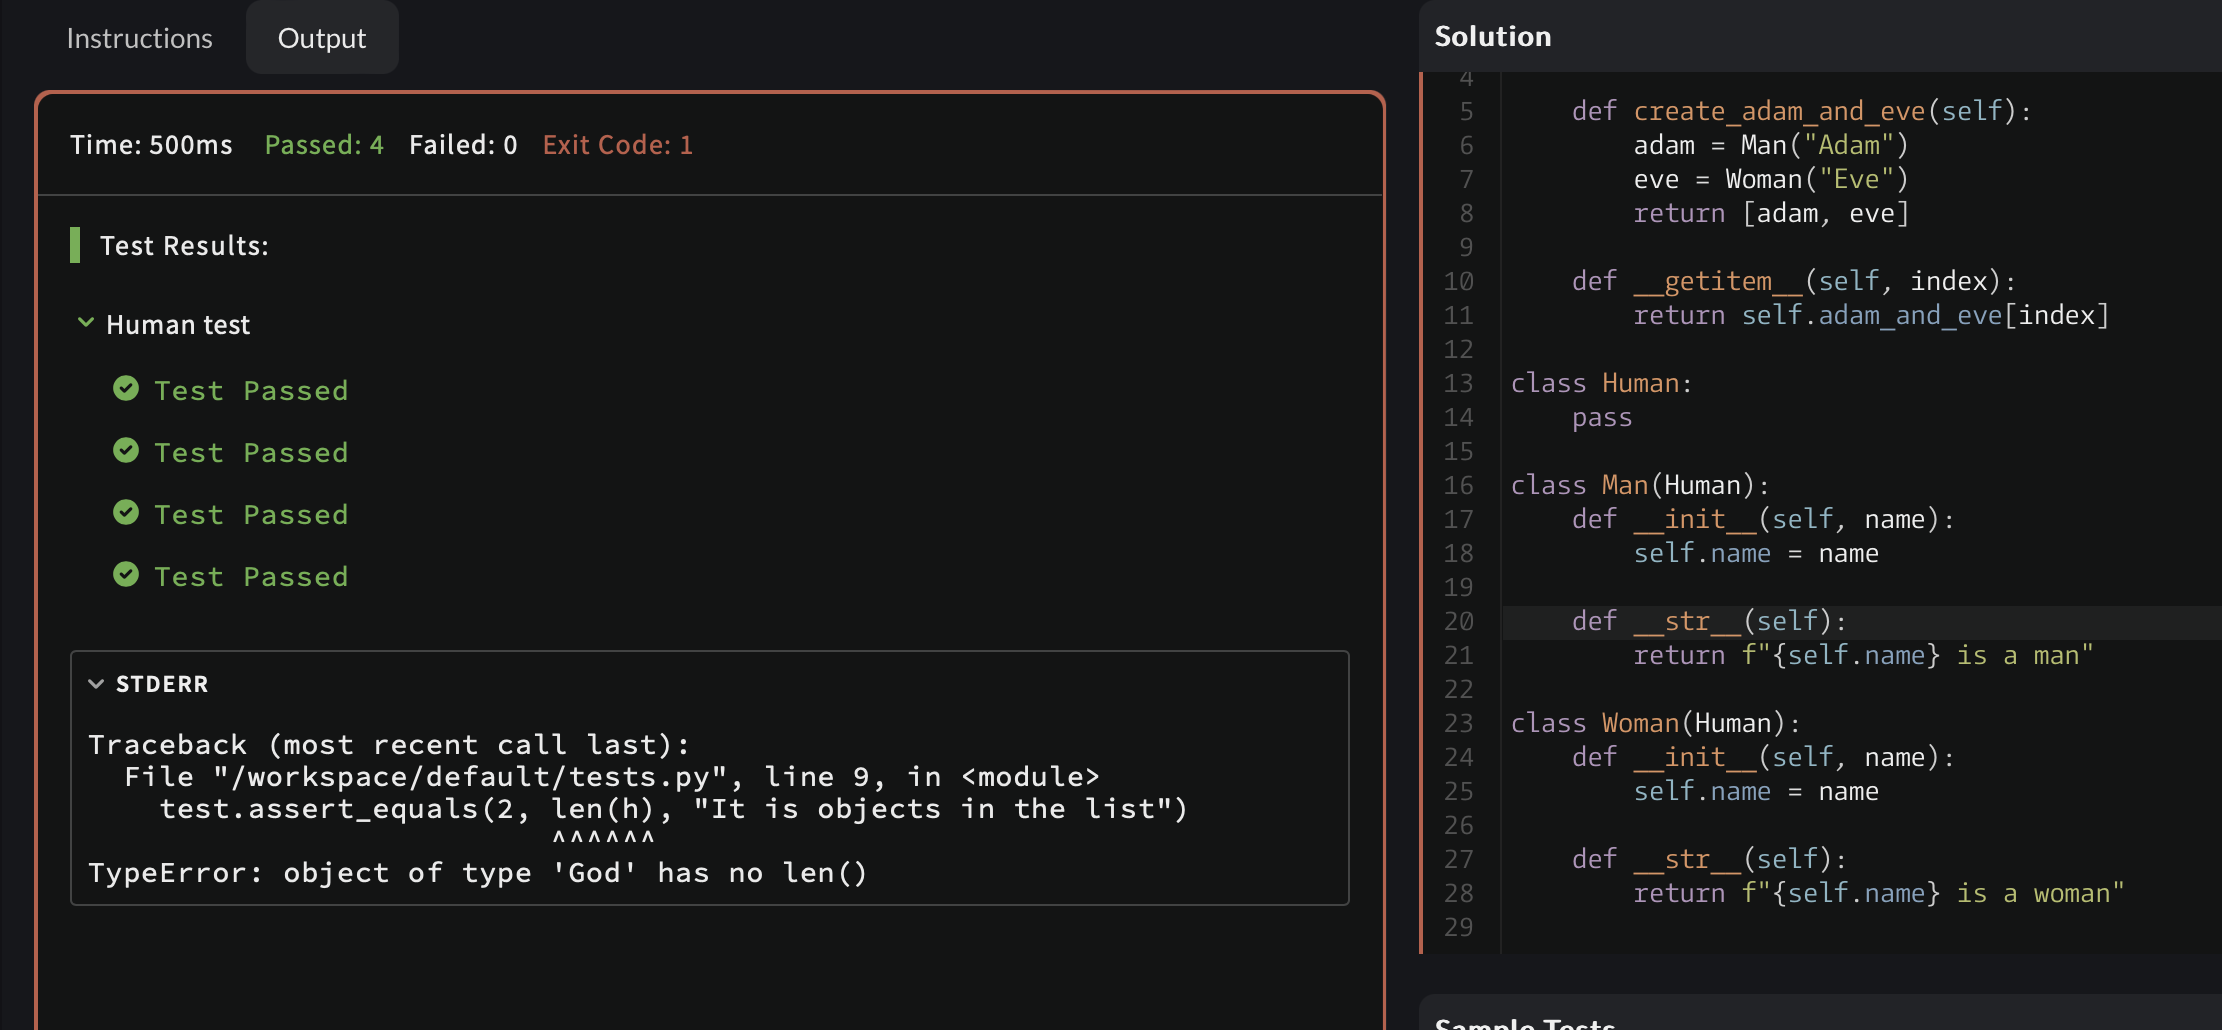 Instructions
Output
Time: 500ms Passed: 4 Failed: 0 Exit Code: 1
Test Results:
Human test
Test Passed
Test Passed
Test Passed
Test Passed
STDERR
Traceback (most recent call last):
  File "/workspace/default/tests.py", line 9, in <module>
    test.assert_equals(2, len(h), "It is objects in the list")
                          ^^^^^^
TypeError: object of type 'God' has no len()
Solution
4
5     def create_adam_and_eve(self):
6         adam = Man("Adam")
7         eve = Woman("Eve")
8         return [adam, eve]
9
10     def __getitem__(self, index):
11         return self.adam_and_eve[index]
12
13 class Human:
14     pass
15
16 class Man(Human):
17     def __init__(self, name):
18         self.name = name
19
20     def __str__(self):
21         return f"{self.name} is a man"
22
23 class Woman(Human):
24     def __init__(self, name):
25         self.name = name
26
27     def __str__(self):
28         return f"{self.name} is a woman"
29
Sample Tests